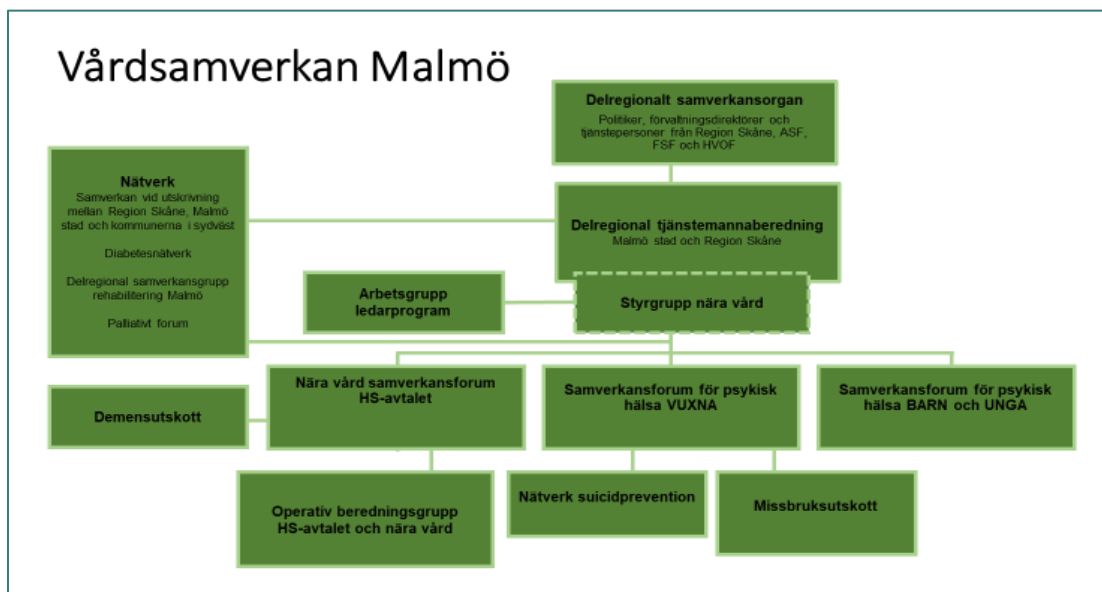 Vårdsamverkan Malmö
Delregionalt samverkansorgan
Politiker, förvaltningsdirektörer och
tjänstepersoner från Region Skåne, ASF,
FSF och HVOF
Nätverk
Samverkan vid utskrivning
mellan Region Skåne, Malmö
stad och kommunerna i sydväst
Diabetesnätverk
Delregional samverkansgrupp
rehabilitering Malmö
Palliativt forum
Delregional tjänstemannaberedning
Malmö stad och Region Skåne
Arbetsgrupp
ledarprogram
Styrgrupp nära vård
Nära vård samverkansforum
HS-avtalet
Samverkansforum för psykisk
hälsa VUXNA
Samverkansforum för psykisk
hälsa BARN och UNGA
Demensutskott
Operativ beredningsgrupp
HS-avtalet och nära vård
Nätverk suicidprevention
Missbruksutskott